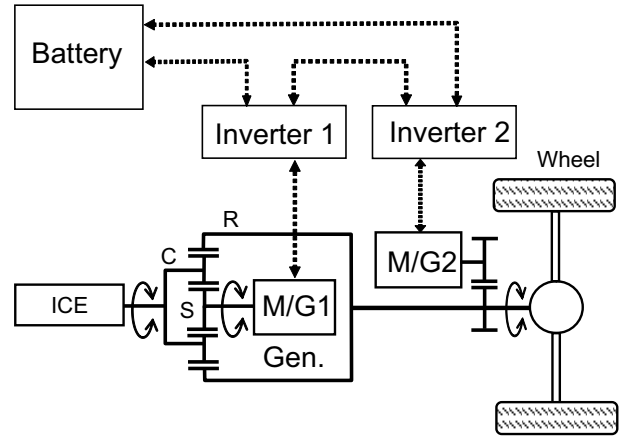 Battery
Inverter 1
Inverter 2
Wheel
R
C
M/G2
ICE
S
M/G1
Gen.